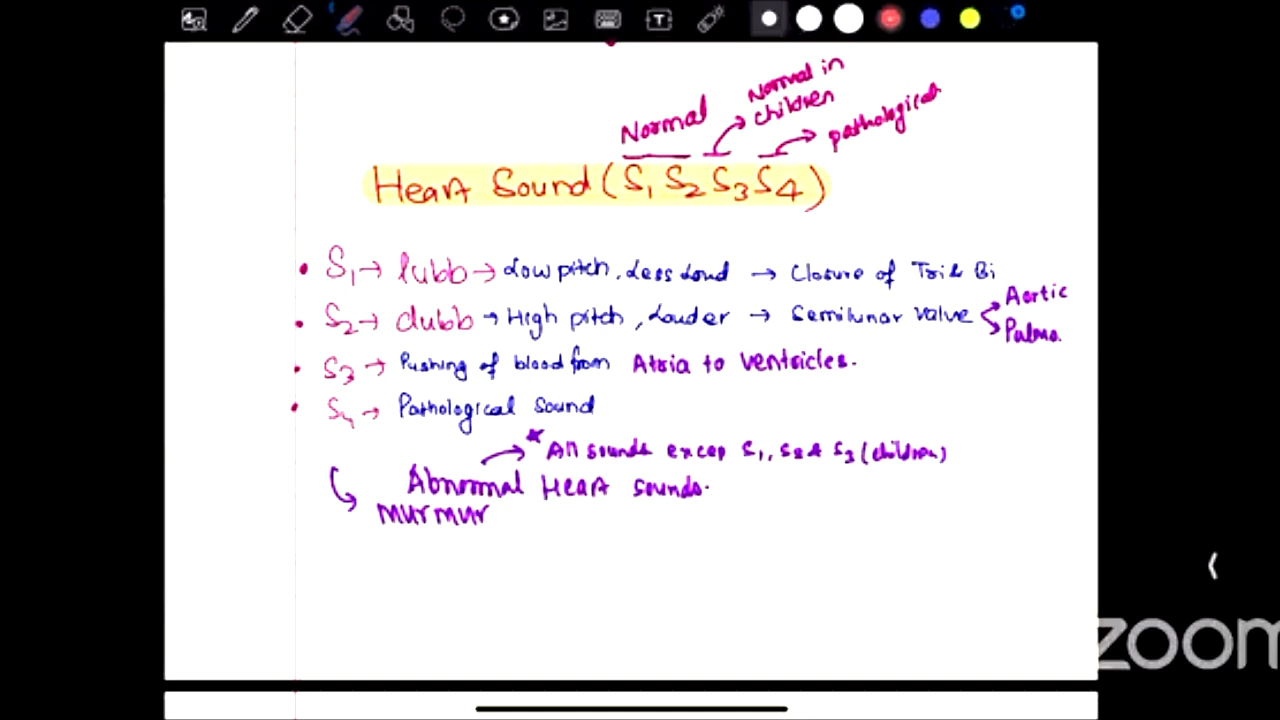 Normal in
children
Normal
pathological
Heart Sound (S1 S2 S3 S4)
• S1 → lubb → Low pitch, Less Loud → Closure of Tri & Bi
• S2 → dubb → High pitch, Louder → Semilunar Valve
Aortic
Pulmo.
• S3 → Pushing of blood from Atria to ventricles.
• S4 → Pathological Sound
* All sounds excep S1, S2 & S3 (children)
Abnormal Heart sounds.
murmur
zoom